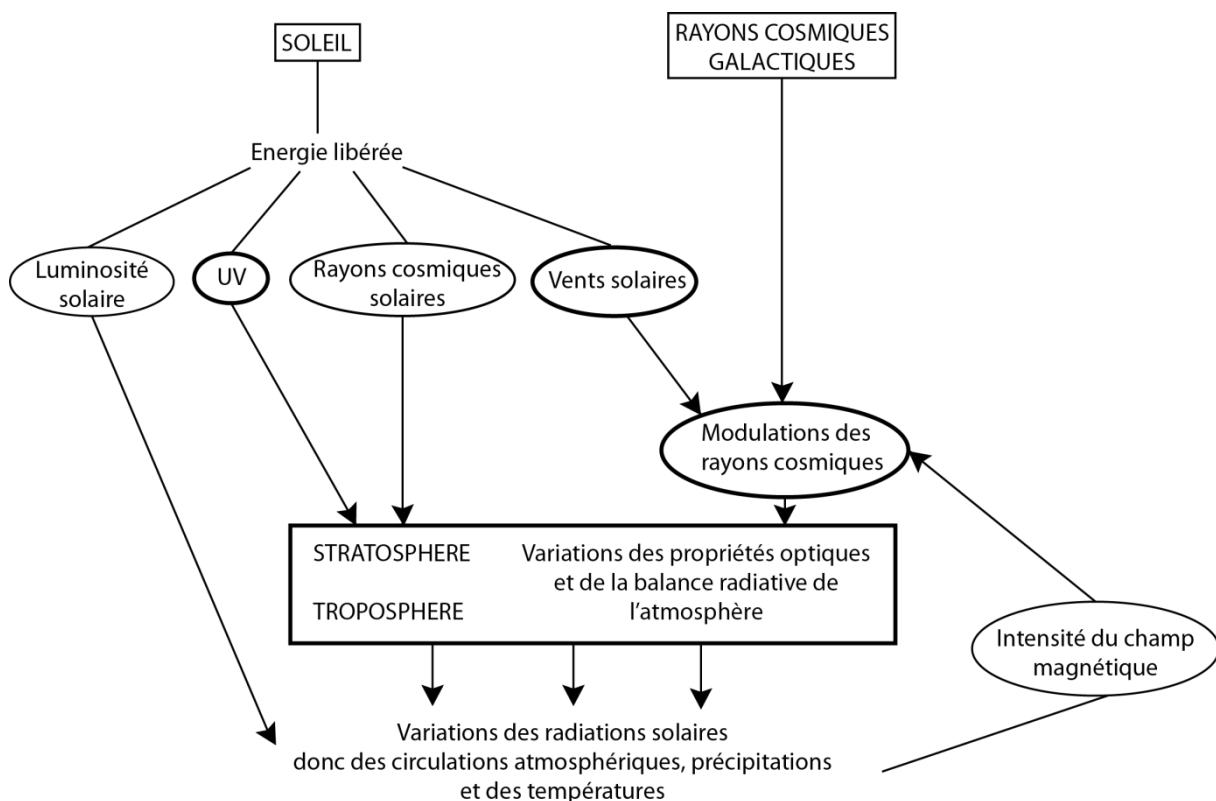 SOLEIL
RAYONS COSMIQUES
GALACTIQUES
Energie libérée
Luminosité
solaire
UV
Rayons cosmiques
solaires
Vents solaires
Modulations des
rayons cosmiques
STRATOSPHERE
TROPOSPHERE
Variations des propriétés optiques
et de la balance radiative de
l’atmosphère
Intensité du champ
magnétique
Variations des radiations solaires
donc des circulations atmosphériques, précipitations
et des températures